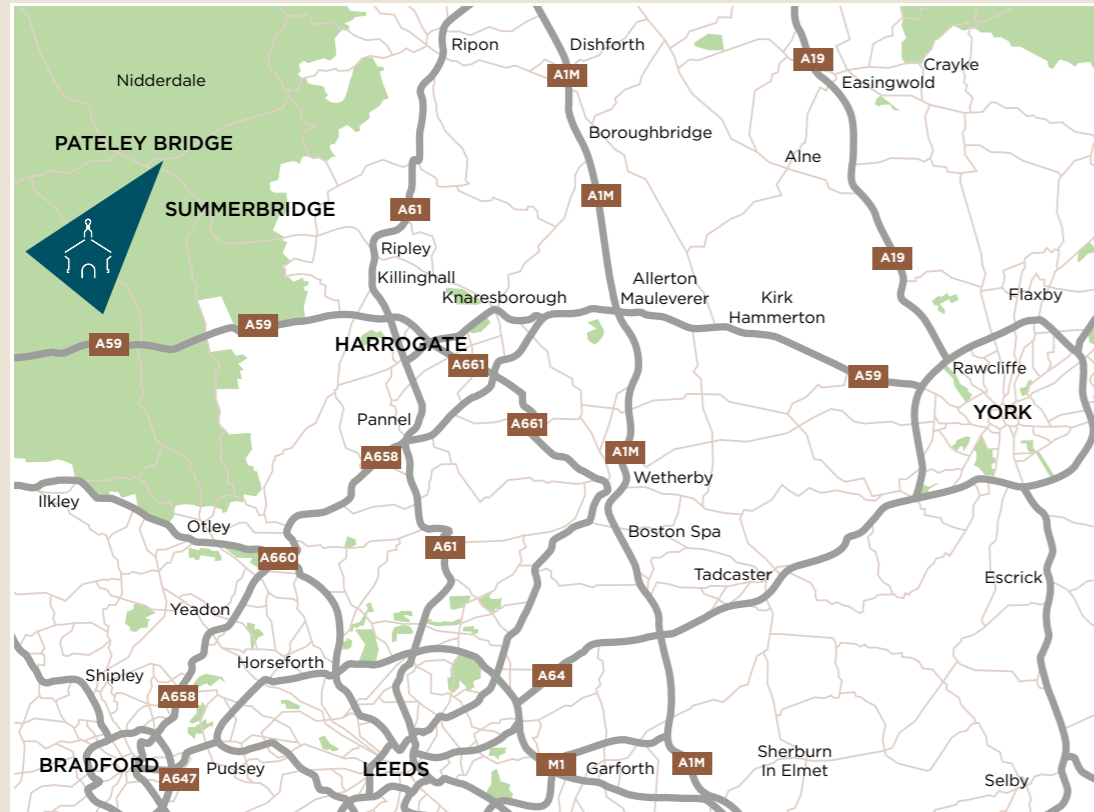 Ripon
Dishforth
A19
Crayke
Easingwold
Nidderdale
A1M
PATELEY BRIDGE
Boroughbridge
Alne
SUMMERBRIDGE
A61
A1M
Ripley
A19
Killinghall
Knaresborough
Allerton
Mauleverer
Kirk
Hammerton
Flaxby
A59
A59
HARROGATE
A661
A59
Rawcliffe
YORK
Pannel
A661
A658
A1M
Wetherby
Ilkley
Otley
Boston Spa
A660
A61
Tadcaster
Escrick
Yeadon
Horseforth
Shipley
A658
A64
BRADFORD
A647
Pudsey
LEEDS
M1
Garforth
A1M
Sherburn
In Elmet
Selby